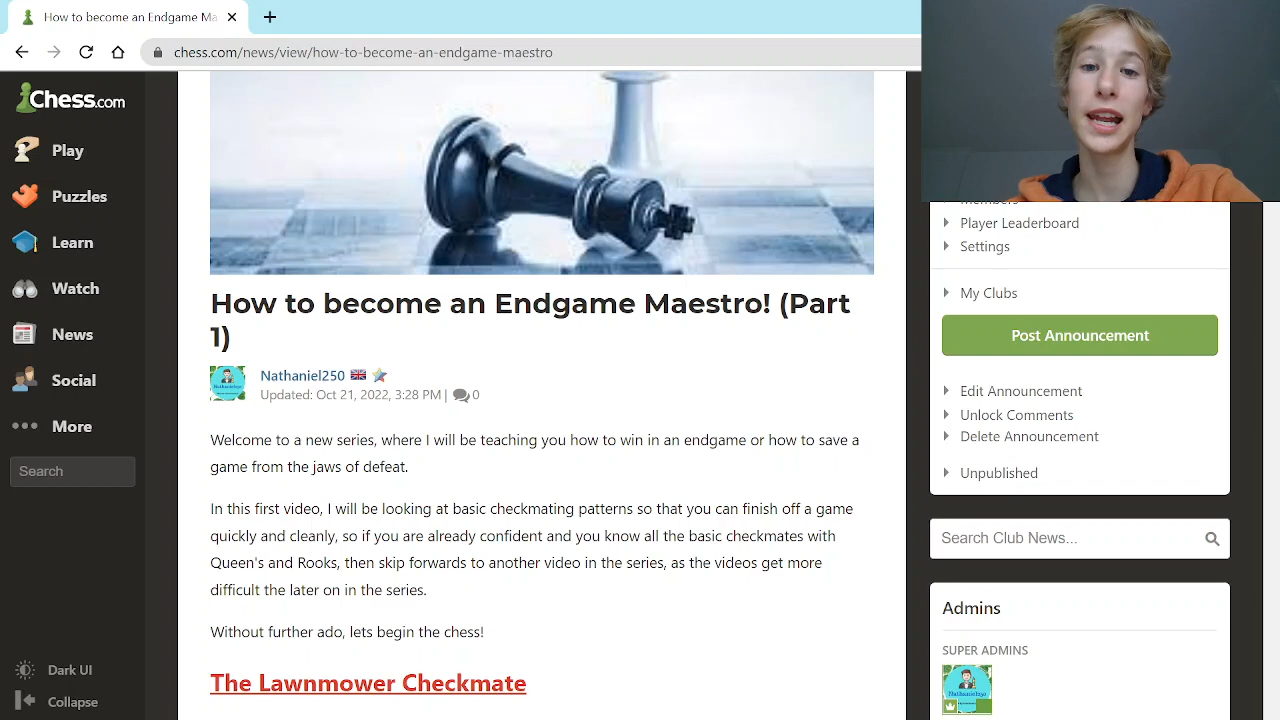 How to become an Endgame Ma
chess.com/news/view/how-to-become-an-endgame-maestro
Chess.com
Play
Puzzles
Learn
Watch
News
Social
More
Search
Dark UI
Collapse
How to become an Endgame Maestro! (Part
1)
Nathaniel250
Updated: Oct 21, 2022, 3:28 PM | 0
Welcome to a new series, where I will be teaching you how to win in an endgame or how to save a
game from the jaws of defeat.
In this first video, I will be looking at basic checkmating patterns so that you can finish off a game
quickly and cleanly, so if you are already confident and you know all the basic checkmates with
Queen's and Rooks, then skip forwards to another video in the series, as the videos get more
difficult the later on in the series.
Without further ado, lets begin the chess!
The Lawnmower Checkmate
Members
Player Leaderboard
Settings
My Clubs
Post Announcement
Edit Announcement
Unlock Comments
Delete Announcement
Unpublished
Search Club News...
Admins
SUPER ADMINS